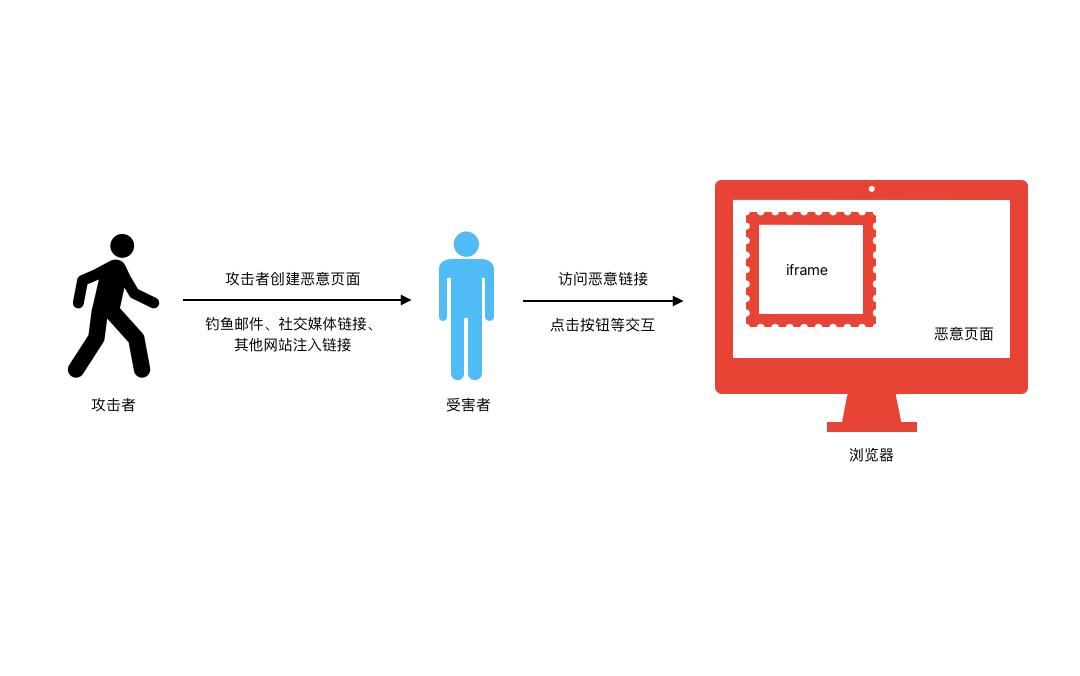 攻击者创建恶意页面
钓鱼邮件、社交媒体链接、
其他网站注入链接
攻击者
受害者
访问恶意链接
点击按钮等交互
iframe
恶意页面
浏览器